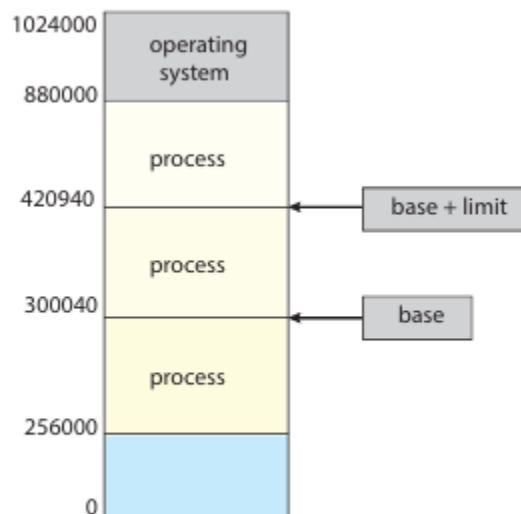 1024000
operating
system
880000
process
420940
base + limit
process
300040
base
process
256000
0